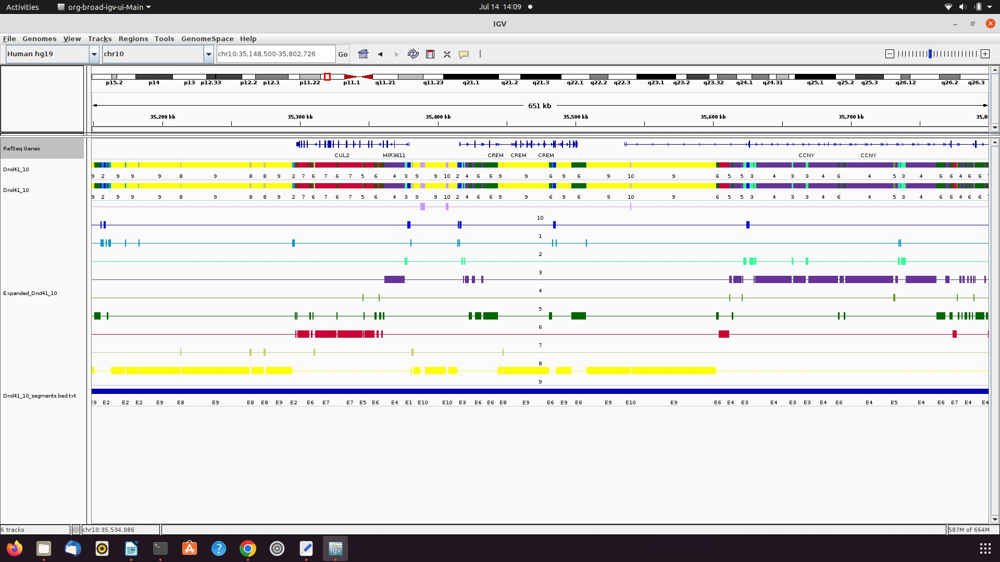 Activities org-broad-igv-ui-Main Jul 14 14:09
IGV
File Genomes View Tracks Regions Tools GenomeSpace Help
Human hg19 chr10 chr10:35,148,500-35,802,726 Go
p15.2 p14 p13 p12.33 p12.2 p12.1 p11.22 p11.1 q11.21 q11.23 q21.1 q21.2 q21.3 q22.1 q22.2 q22.3 q23.1 q23.2 q23.32 q24.1 q24.31 q25.1 q25.2 q25.3 q26.12 q26.2 q26.3
651 kb
35,200 kb 35,300 kb 35,400 kb 35,500 kb 35,600 kb 35,700 kb 35,8
RefSeq Genes
CUL2 MIR3611 CREM CREM CREM CCNY CCNY
Dnd41_10
9 2 9 9 9 8 9 8 8 9 2 7 6 7 6 7 5 6 4 3 9 9 10 2 4 6 6 9 9 6 9 6 9 10 9 6 5 5 3 4 3 3 4 6 4 5 3 4 6 6 4 6 6
Dnd41_10
9 2 9 9 9 8 9 8 8 9 2 7 6 7 6 7 5 6 4 3 9 9 10 2 4 6 6 9 9 6 9 6 9 10 9 6 5 5 3 4 3 3 4 6 4 5 3 4 6 6 4 6 6
10
1
2
3
4
Expanded_Dnd41_10
5
6
7
8
9
Dnd41_10_segments.bed.txt
E9 E2 E2 E2 E9 E8 E9 E8 E8 E9 E2 E6 E7 E7 E5 E6 E4 E1 E10 E10 E3 E6 E6 E8 E9 E6 E9 E6 E9 E10 E9 E6 E4 E3 E4 E3 E3 E4 E6 E4 E5 E4 E6 E7 E4 E4
6 tracks chr10:35,534,986 587M of 664M
igv